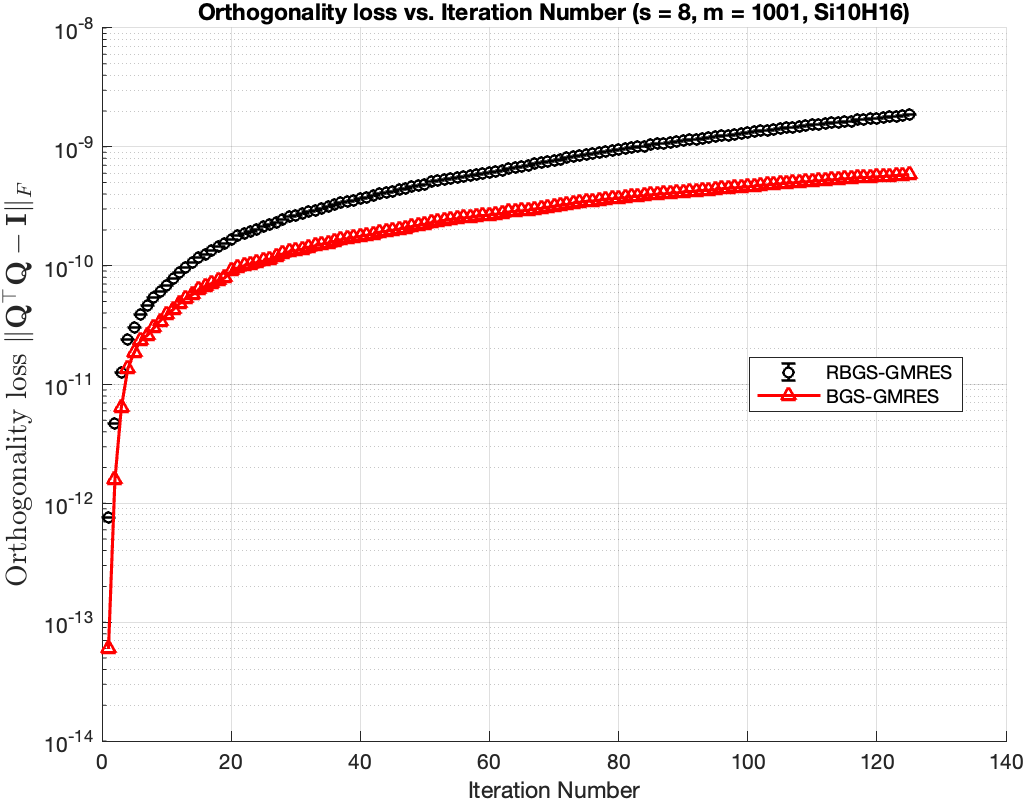 Orthogonality loss vs. Iteration Number (s = 8, m = 1001, Si10H16)
Orthogonality loss ||Q⊤Q − I||F
10-8
10-9
10-10
10-11
10-12
10-13
10-14
RBGS-GMRES
BGS-GMRES
0 20 40 60 80 100 120 140
Iteration Number